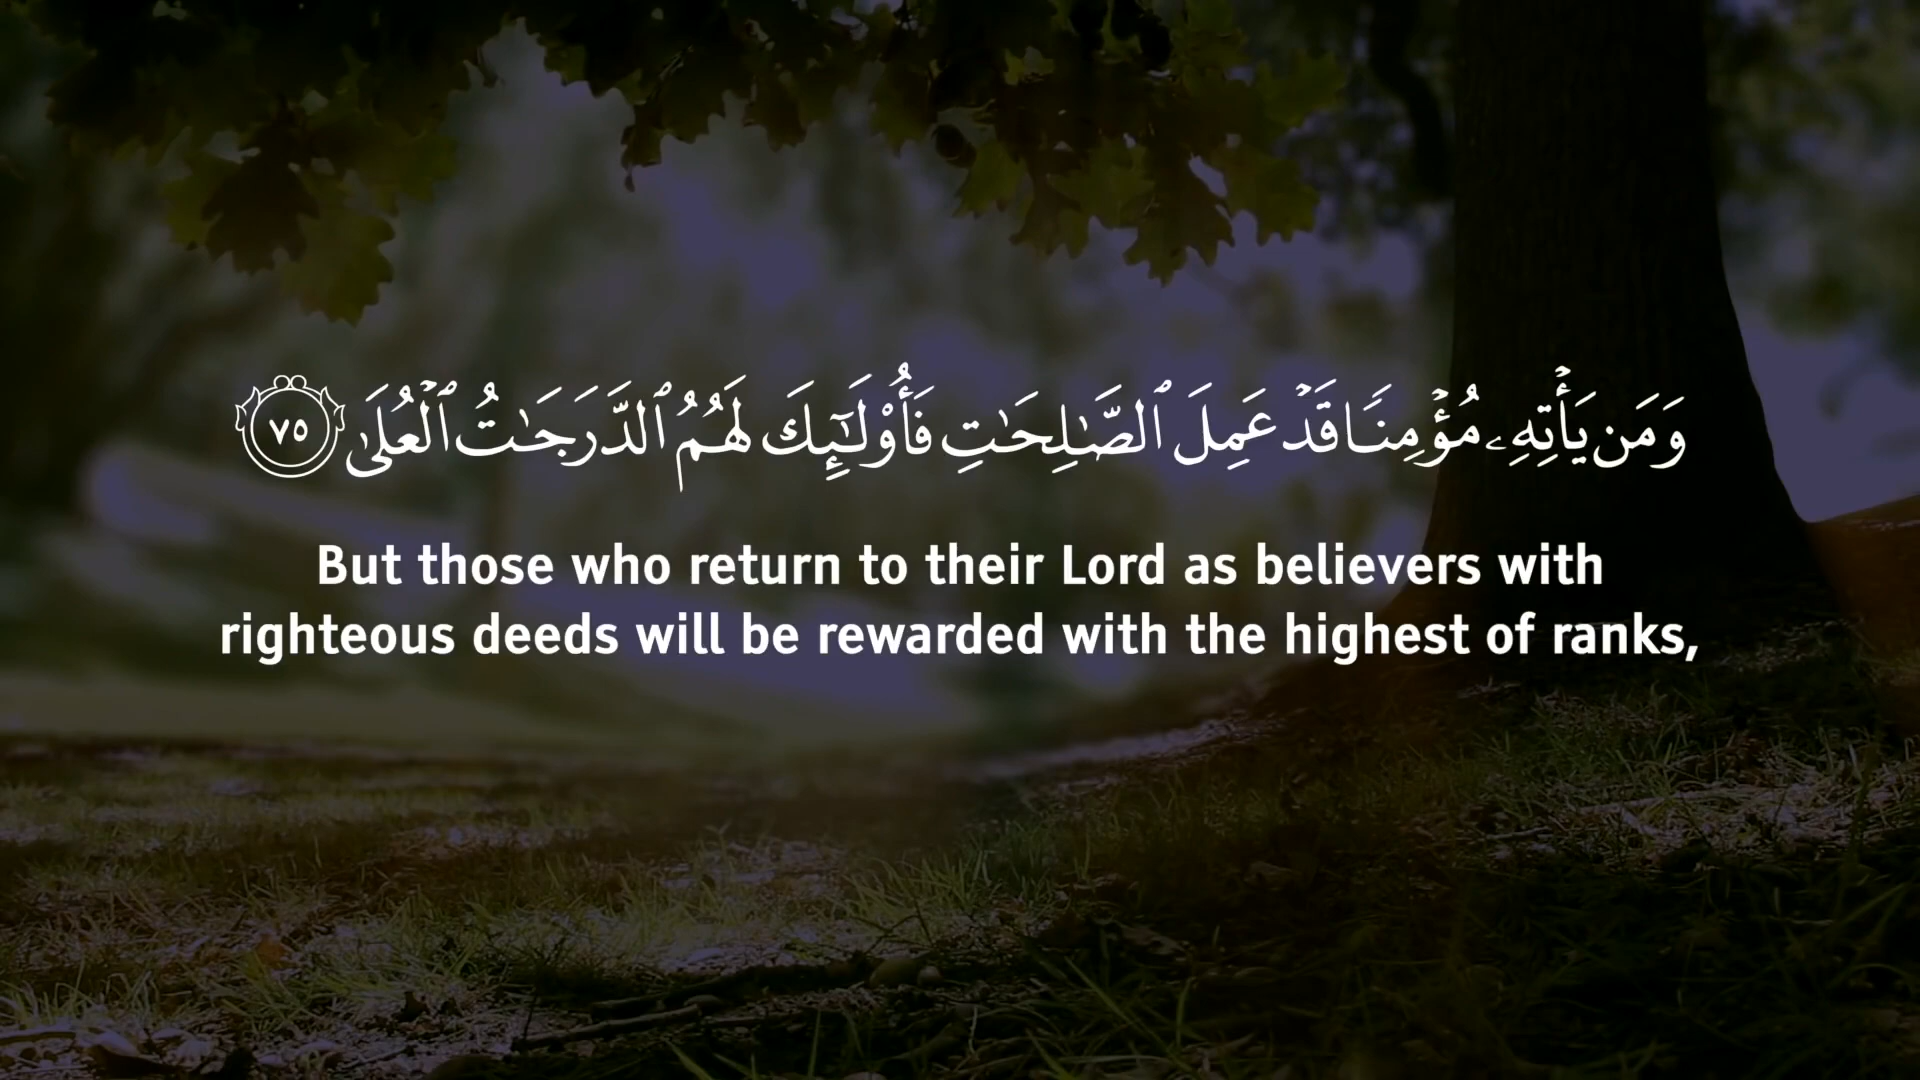 وَمَن يَأْتِهِۦ مُؤْمِنًا قَدْ عَمِلَ ٱلصَّـٰلِحَـٰتِ فَأُو۟لَـٰٓئِكَ لَهُمُ ٱلدَّرَجَـٰتُ ٱلْعُلَىٰ ٧٥
But those who return to their Lord as believers with
righteous deeds will be rewarded with the highest of ranks,